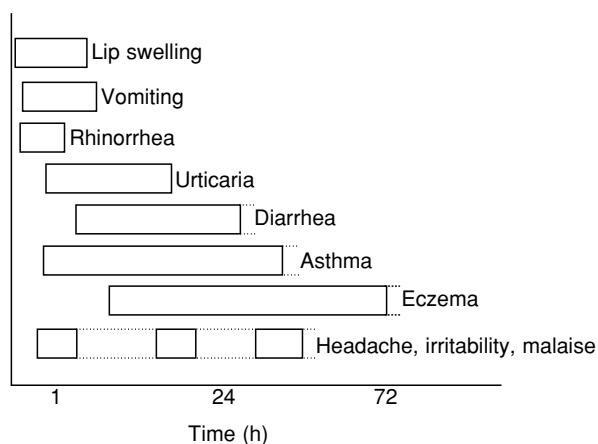 Lip swelling
Vomiting
Rhinorrhea
Urticaria
Diarrhea
Asthma
Eczema
Headache, irritability, malaise
1 24 72
Time (h)